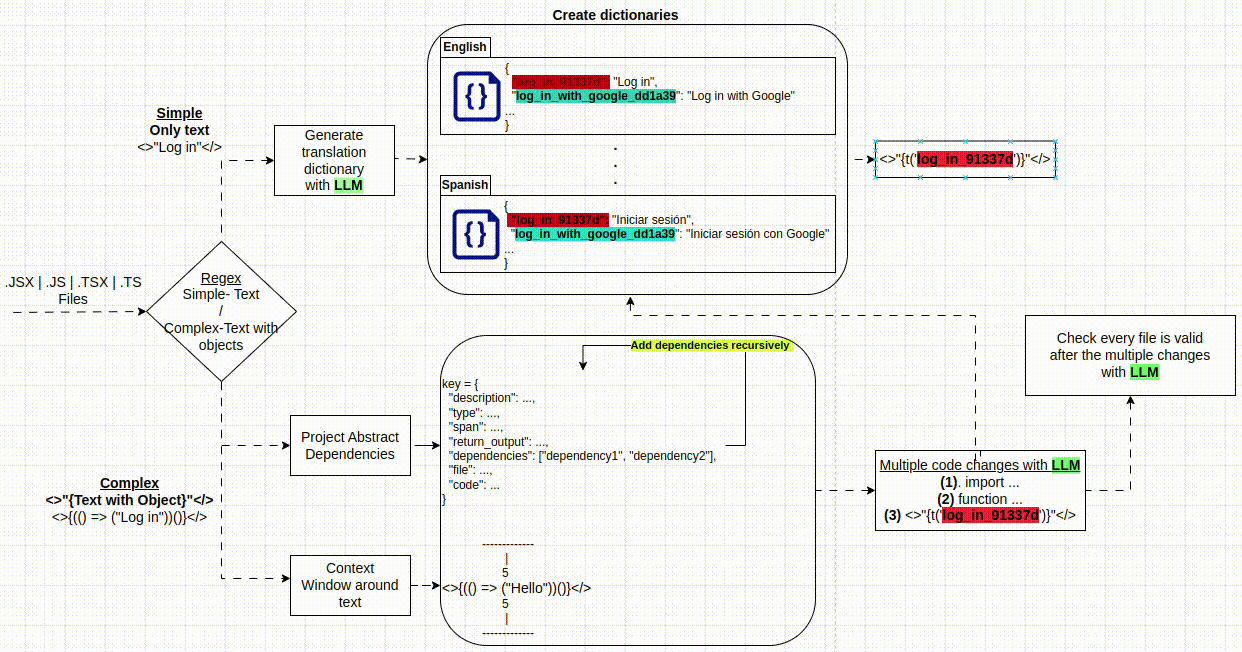 Create dictionaries
English
{
"Log in",
"log_in_with_google_dd1a39": "Log in with Google"
...
}
.
.
.
Spanish
{
"log_in_91337d": "Iniciar sesión",
"log_in_with_google_dd1a39": "Iniciar sesión con Google"
...
}
Simple
Only text
<>"Log in"</>
Generate
translation
dictionary
with LLM
<>"{t('log_in_91337d')}"</>
.JSX | .JS | .TSX | .TS
Files
Regex
Simple- Text
/
Complex-Text with
objects
Complex
<>"{Text with Object}"</>
<>{(() => ("Log in"))()}</>
Project Abstract
Dependencies
Context
Window around
text
Add dependencies recursively
key = {
"description": ...,
"type": ...,
"span": ...,
"return_output": ...,
"dependencies": ["dependency1", "dependency2"],
"file": ...,
"code": ...
}
-------------
|
5
<>{(() => ("Hello"))()}</>
5
|
-------------
Multiple code changes with LLM
(1). import ...
(2) function ...
(3) <>"{t('log_in_91337d')}"</>
Check every file is valid
after the multiple changes
with LLM